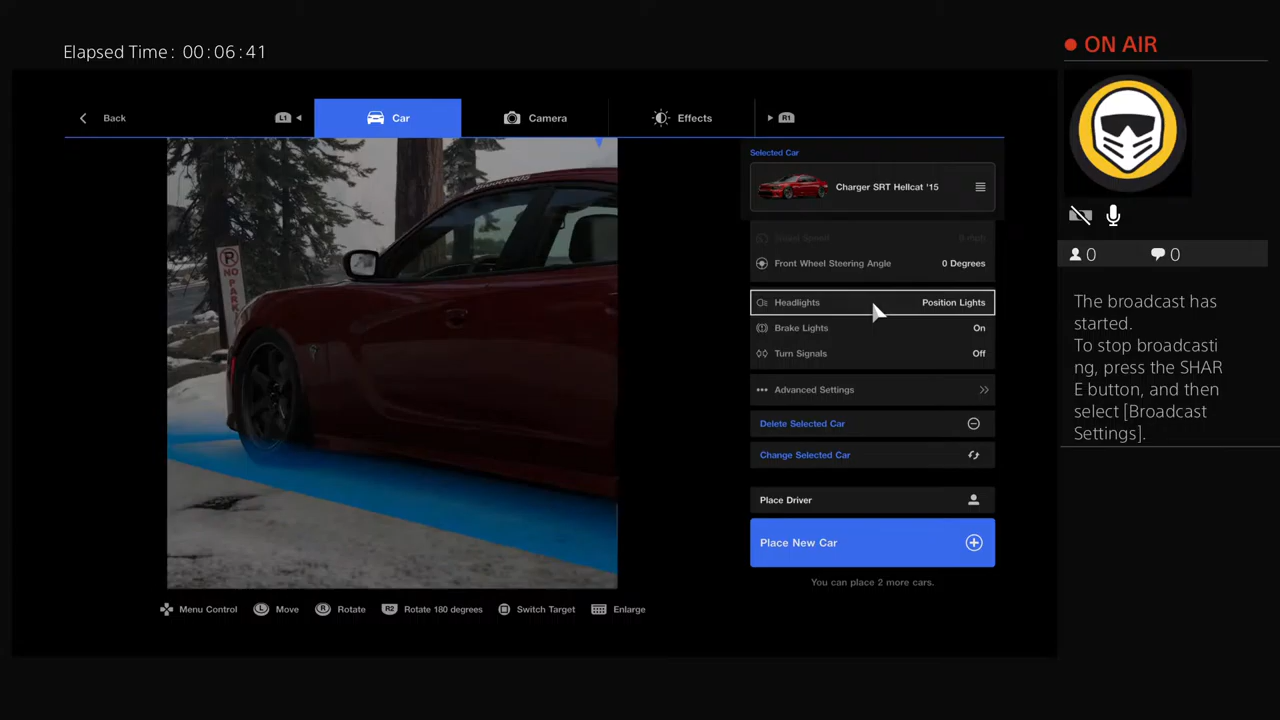 Elapsed Time: 00:06:41
ON AIR
Back
L1
Car
Camera
Effects
R1
Selected Car
Charger SRT Hellcat '15
Front Wheel Steering Angle 0 Degrees
Headlights Position Lights
Brake Lights On
Turn Signals Off
Advanced Settings
Delete Selected Car
Change Selected Car
Place Driver
Place New Car
You can place 2 more cars.
P
NO
PARK
Menu Control
L Move
R Rotate
R2 Rotate 180 degrees
Switch Target
Enlarge
0
0
The broadcast has
started.
To stop broadcasti
ng, press the SHAR
E button, and then
select [Broadcast
Settings].